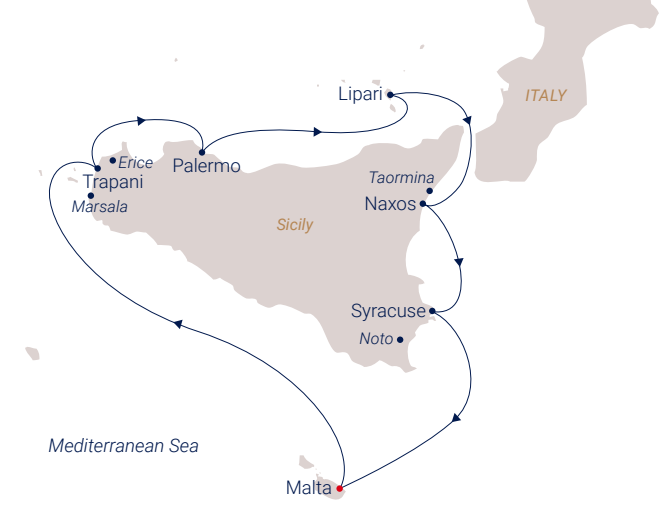 Lipari
ITALY
Erice
Palermo
Trapani
Taormina
Marsala
Naxos
Sicily
Syracuse
Noto
Mediterranean Sea
Malta